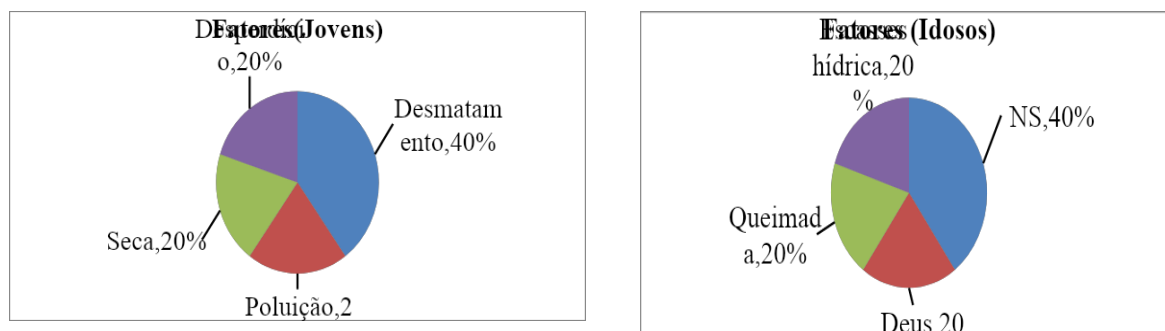 Fatores (Jovens)
Desperdíci
o,20%
Desmatam
ento,40%
Seca,20%
Poluição,2
Fatores (Idosos)
hídrica,20
%
NS,40%
Queimad
a,20%
Deus,20